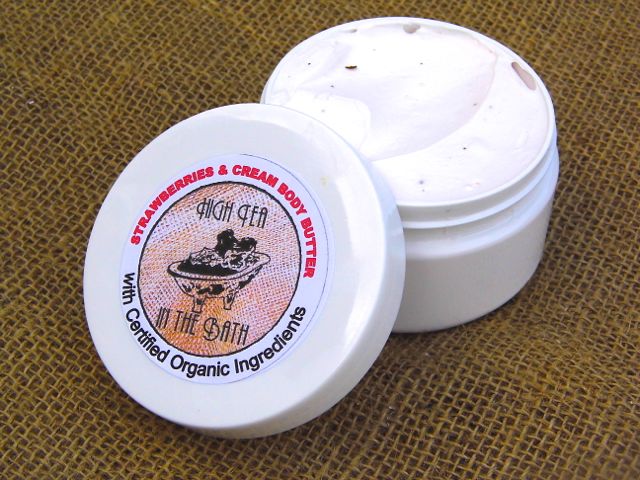 STRAWBERRIES & CREAM BODY BUTTER
HIGH TEA
IN THE BATH
with Certified Organic Ingredients